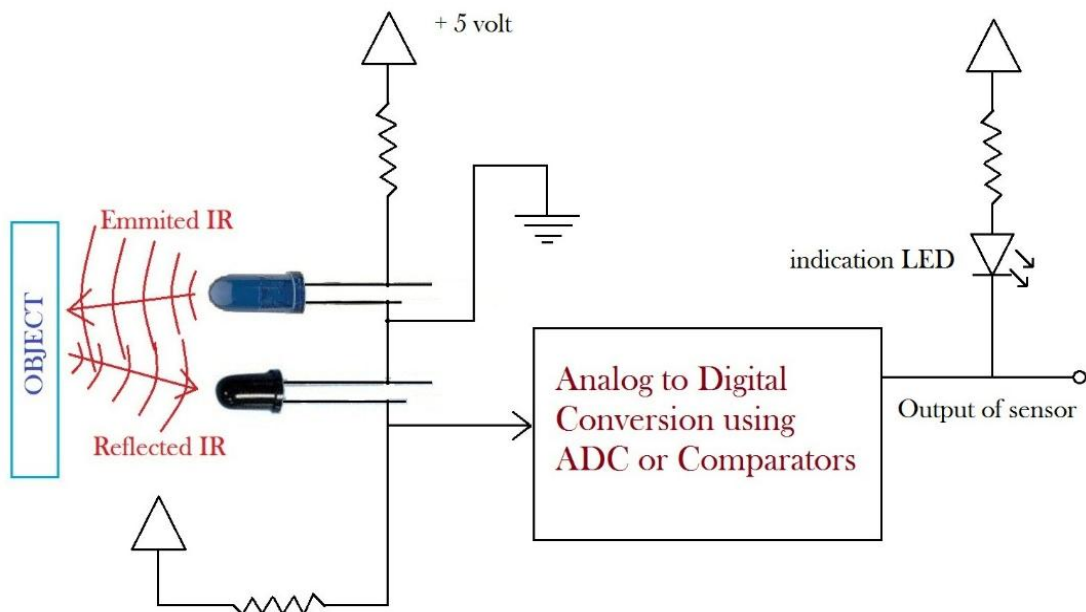 + 5 volt
Emmited IR
OBJECT
indication LED
Analog to Digital
Conversion using
ADC or Comparators
Output of sensor
Reflected IR